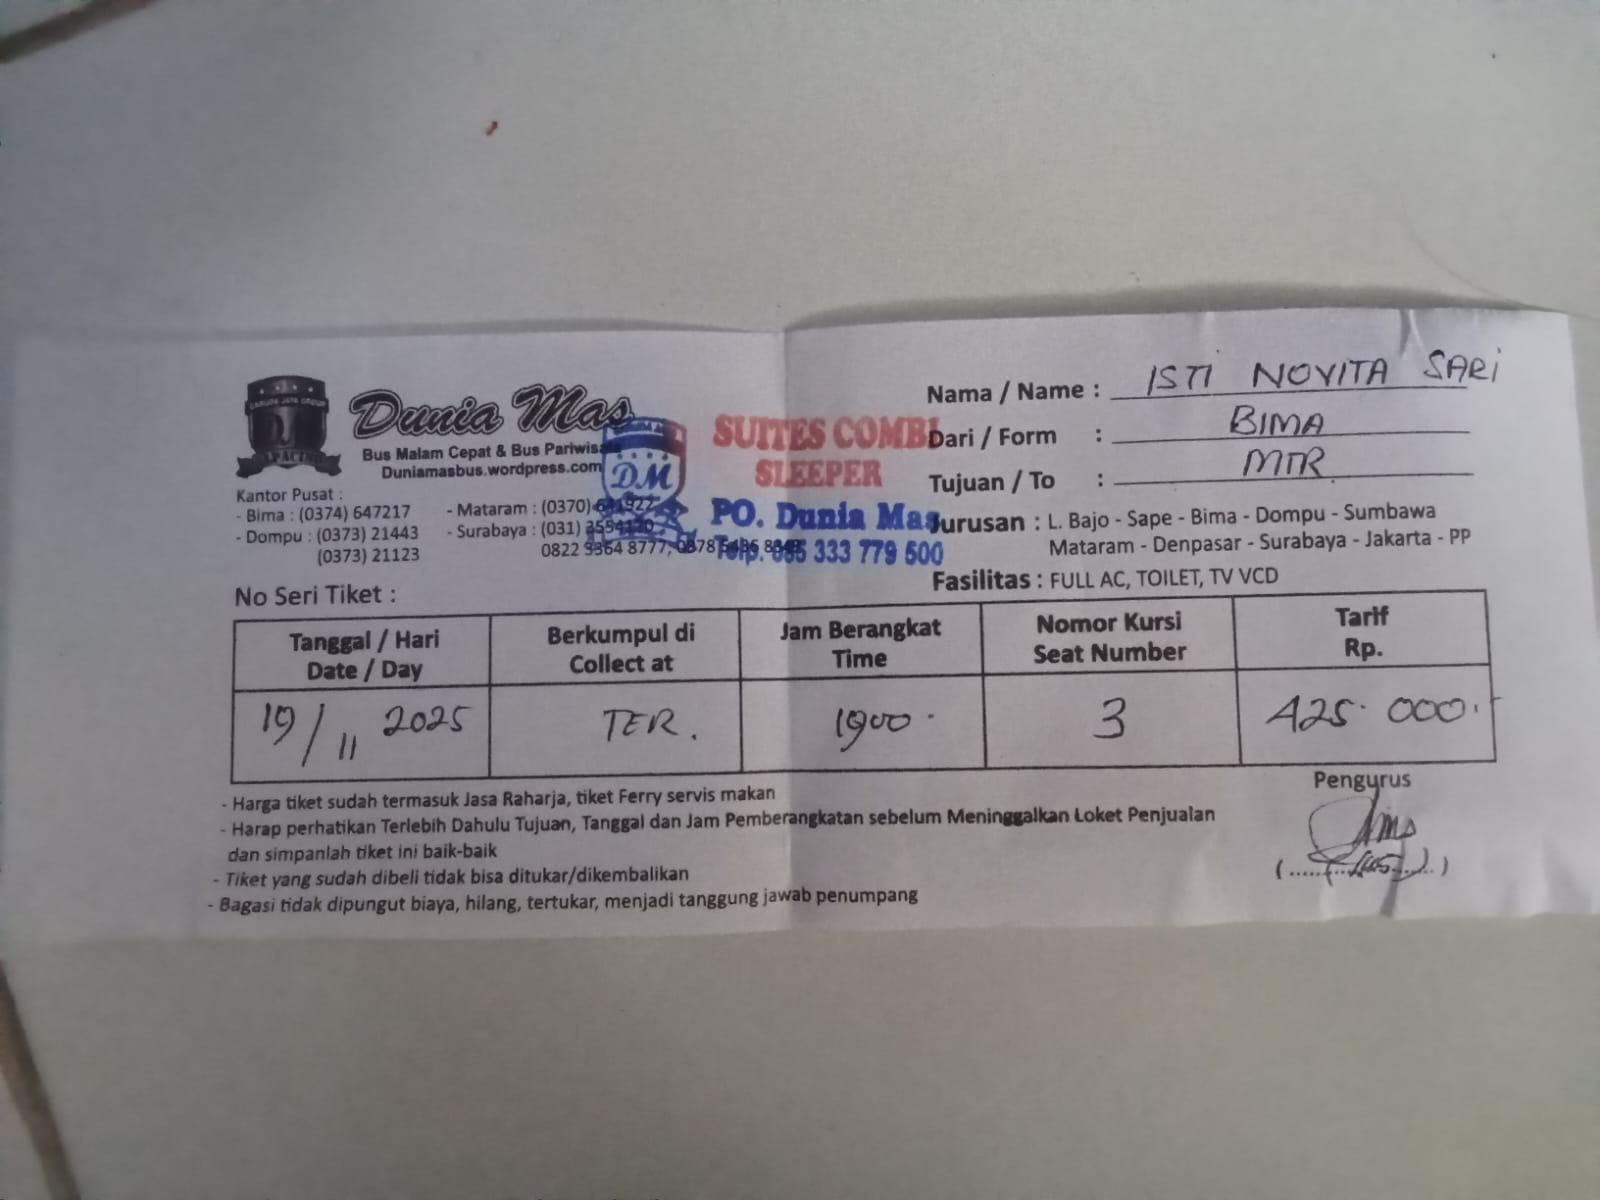 Dunia Mas
Bus Malam Cepat & Bus Pariwisa
Duniamasbus.wordpress.com
DM
SUITES COMBI
SLEEPER
PO. Dunia Mas
333 779 500
Kantor Pusat :
- Bima : (0374) 647217
- Dompu : (0373) 21443
(0373) 21123
- Mataram : (0370)
- Surabaya : (031)
0822 3364 8777,
Nama / Name : ISTI NOVITA SARI
Dari / Form : BIMA
Tujuan / To : MTR
Jurusan : L. Bajo - Sape - Bima - Dompu - Sumbawa
Mataram - Denpasar - Surabaya - Jakarta - PP
Fasilitas : FULL AC, TOILET, TV VCD
No Seri Tiket :
Tanggal / Hari
Date / Day
Berkumpul di
Collect at
Jam Berangkat
Time
Nomor Kursi
Seat Number
Tarif
Rp.
19/11 2025 TER. 1900. 3 425.000.-
- Harga tiket sudah termasuk Jasa Raharja, tiket Ferry servis makan
- Harap perhatikan Terlebih Dahulu Tujuan, Tanggal dan Jam Pemberangkatan sebelum Meninggalkan Loket Penjualan
dan simpanlah tiket ini baik-baik
- Tiket yang sudah dibeli tidak bisa ditukar/dikembalikan
- Bagasi tidak dipungut biaya, hilang, tertukar, menjadi tanggung jawab penumpang
Pengurus